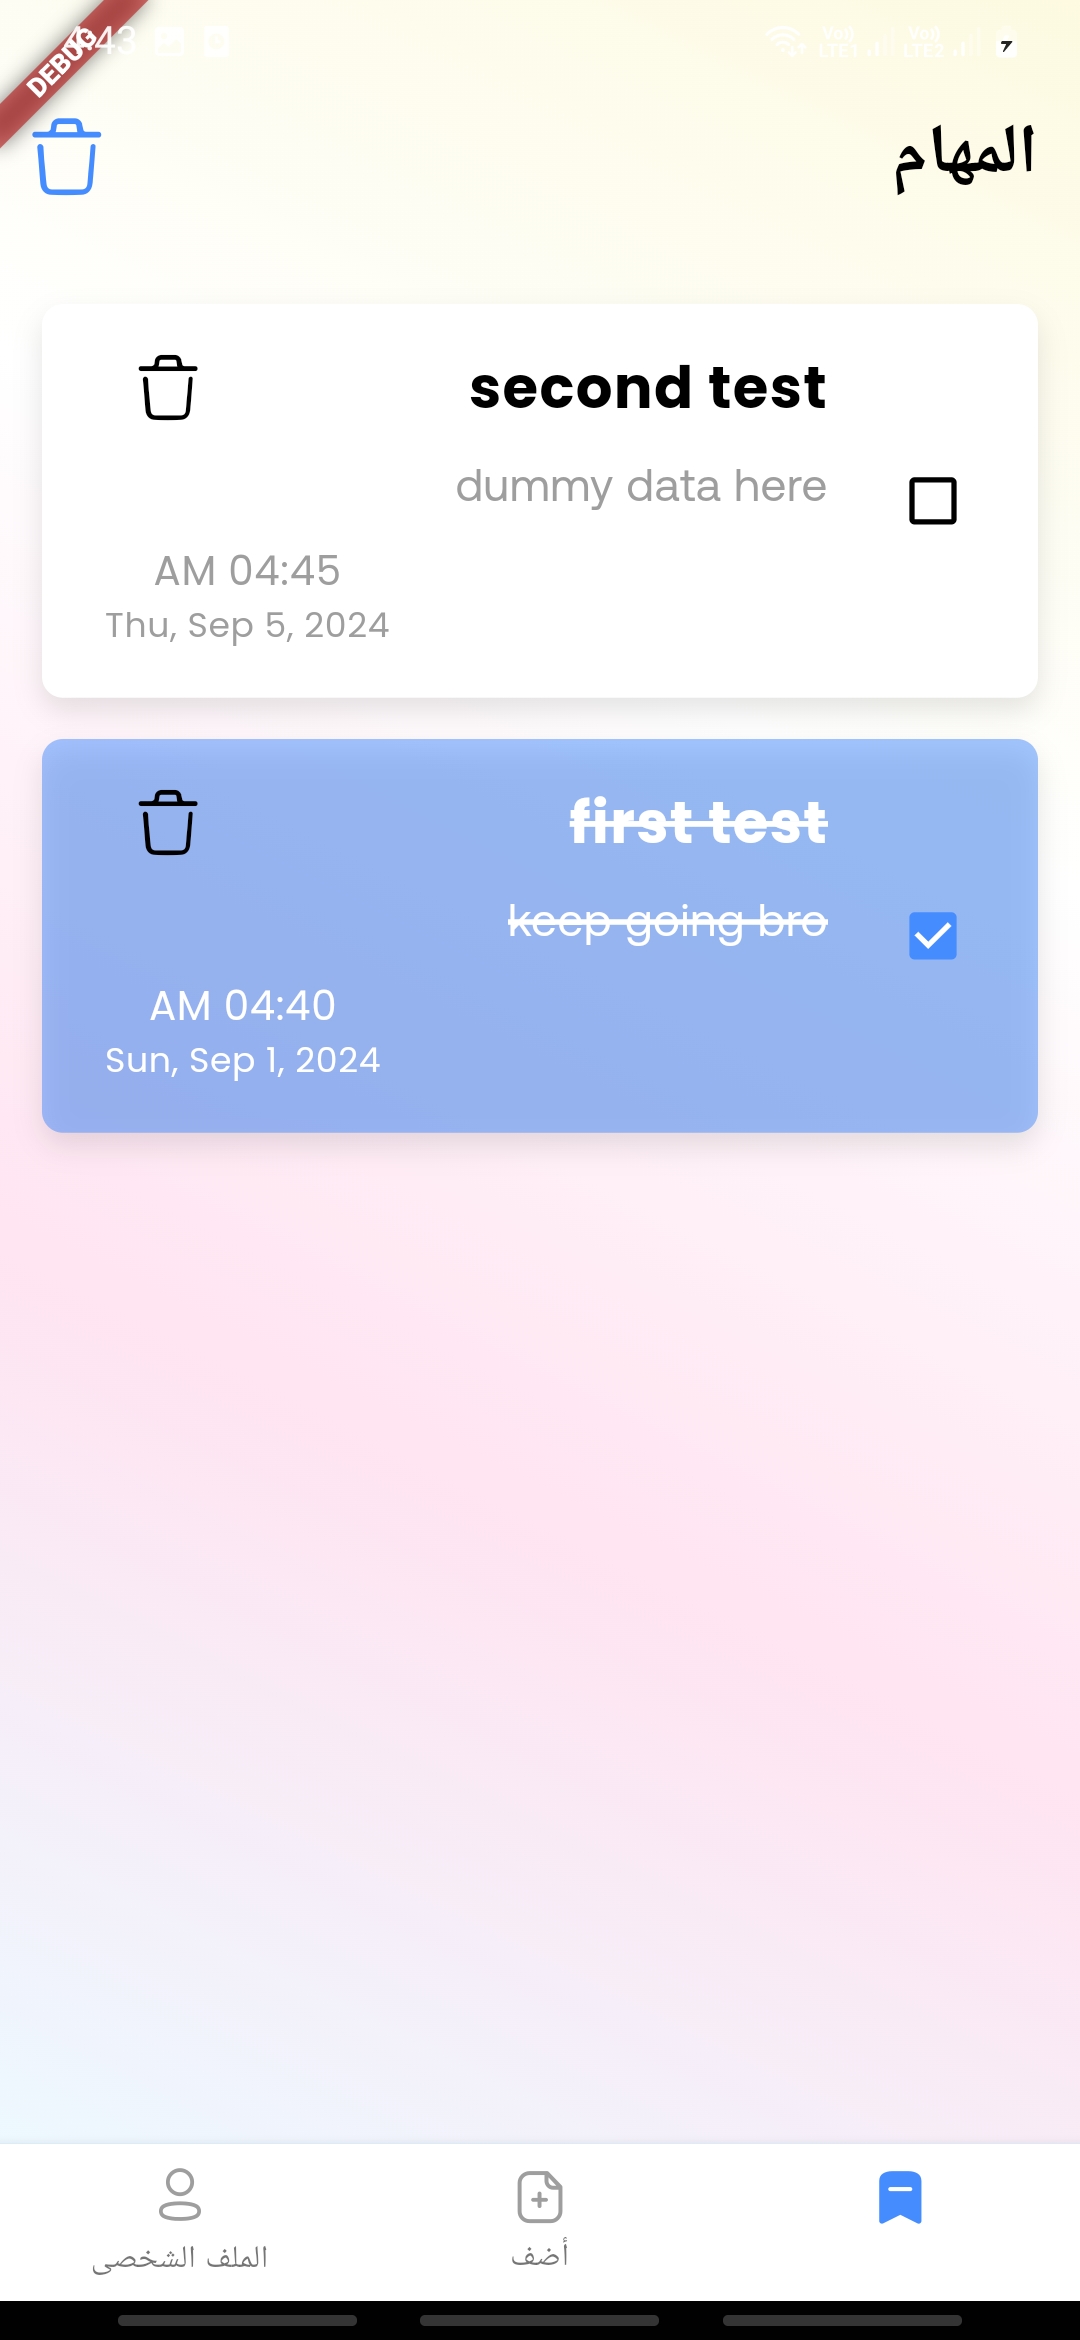 DEBUG
المهام
second test
dummy data here
AM 04:45
Thu, Sep 5, 2024
first test
keep going bro
AM 04:40
Sun, Sep 1, 2024
أضف
الملف الشخصى